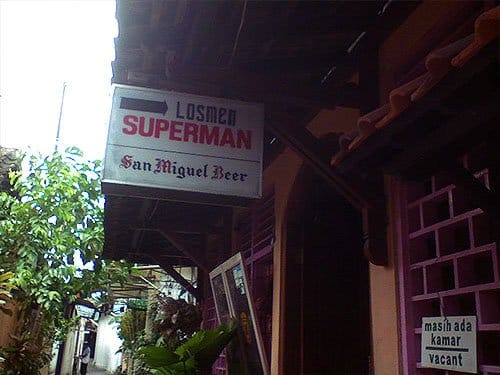 LOSMEN
SUPERMAN
San Miguel Beer
masih ada
kamar
vacant